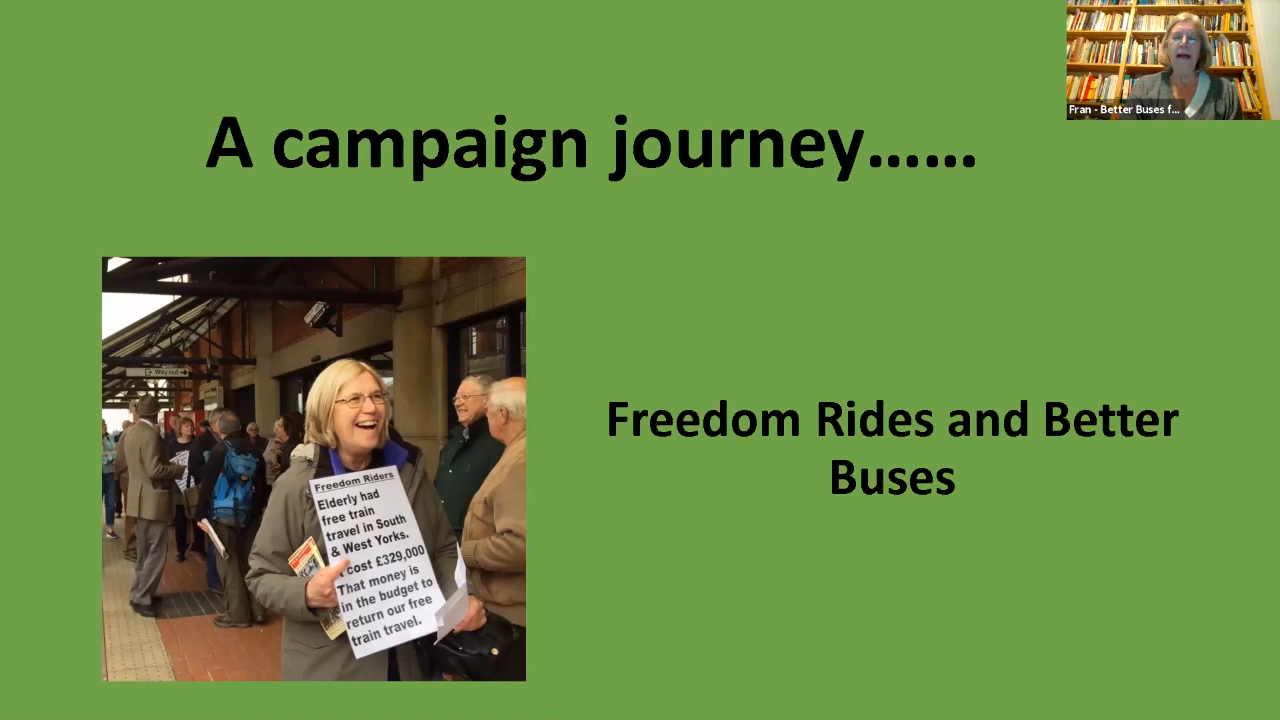 Fran - Better Buses f...
A campaign journey......
Way out
Freedom Riders
Elderly had
free train
travel in South
& West Yorks.
cost £329,000
That money is
in the budget to
return our free
train travel.
Freedom Rides and Better
Buses